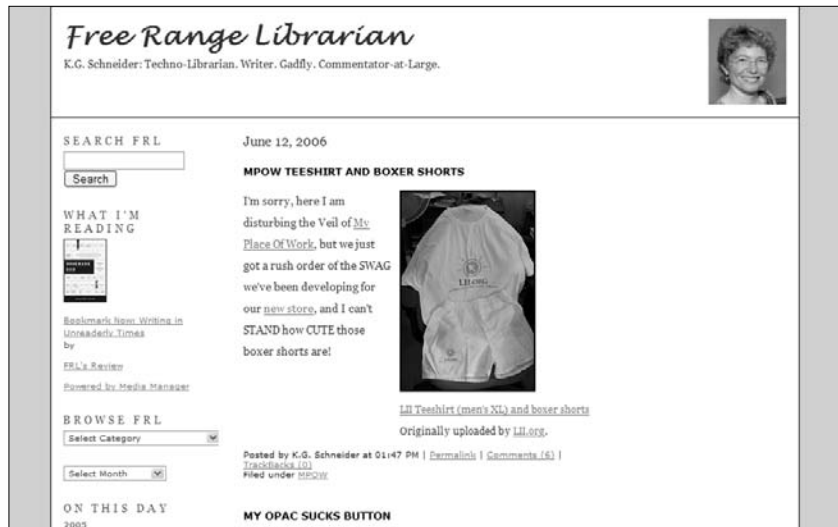 Free Range Librarian
K.G. Schneider: Techno-Librarian. Writer. Gadfly. Commentator-at-Large.
SEARCH FRL
Search
WHAT I'M
READING
Bookmark Now: Writing in
Unreaderly Times
by
FRL's Review
Powered by Media Manager
BROWSE FRL
Select Category
Select Month
ON THIS DAY
2005
June 12, 2006
MPOW TEESHIRT AND BOXER SHORTS
I'm sorry, here I am
disturbing the Veil of My
Place Of Work, but we just
got a rush order of the SWAG
we've been developing for
our new store, and I can't
STAND how CUTE those
boxer shorts are!
LII.ORG
LII Teeshirt (men's XL) and boxer shorts
Originally uploaded by LII.org.
Posted by K.G. Schneider at 01:47 PM | Permalink | Comments (6) |
TrackBacks (0)
Filed under MPOW
MY OPAC SUCKS BUTTON